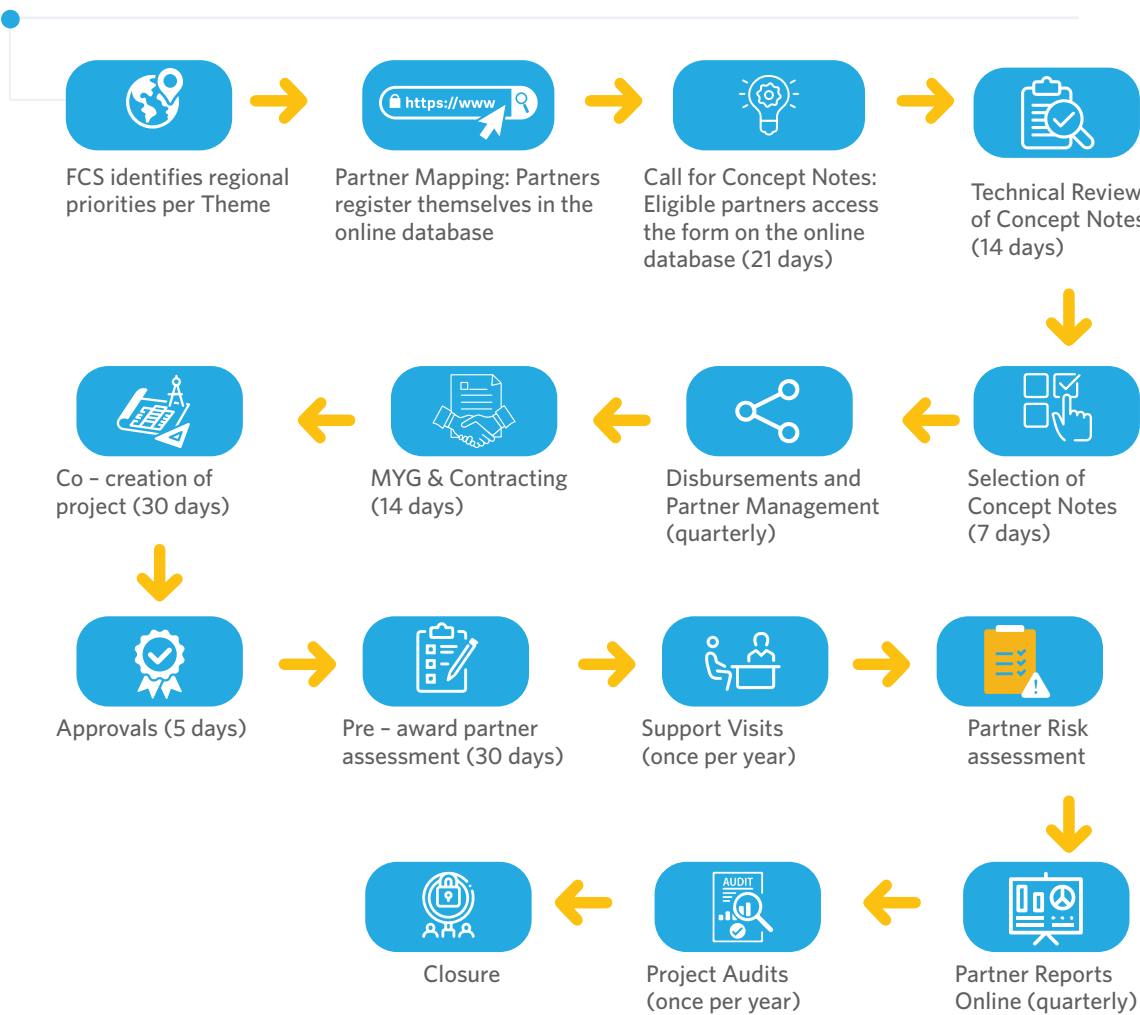 https://www
FCS identifies regional
priorities per Theme
Partner Mapping: Partners
register themselves in the
online database
Call for Concept Notes:
Eligible partners access
the form on the online
database (21 days)
Technical Review
of Concept Notes
(14 days)
Co – creation of
project (30 days)
MYG & Contracting
(14 days)
Disbursements and
Partner Management
(quarterly)
Selection of
Concept Notes
(7 days)
Approvals (5 days)
Pre – award partner
assessment (30 days)
Support Visits
(once per year)
Partner Risk
assessment
AUDIT
Closure
Project Audits
(once per year)
Partner Reports
Online (quarterly)